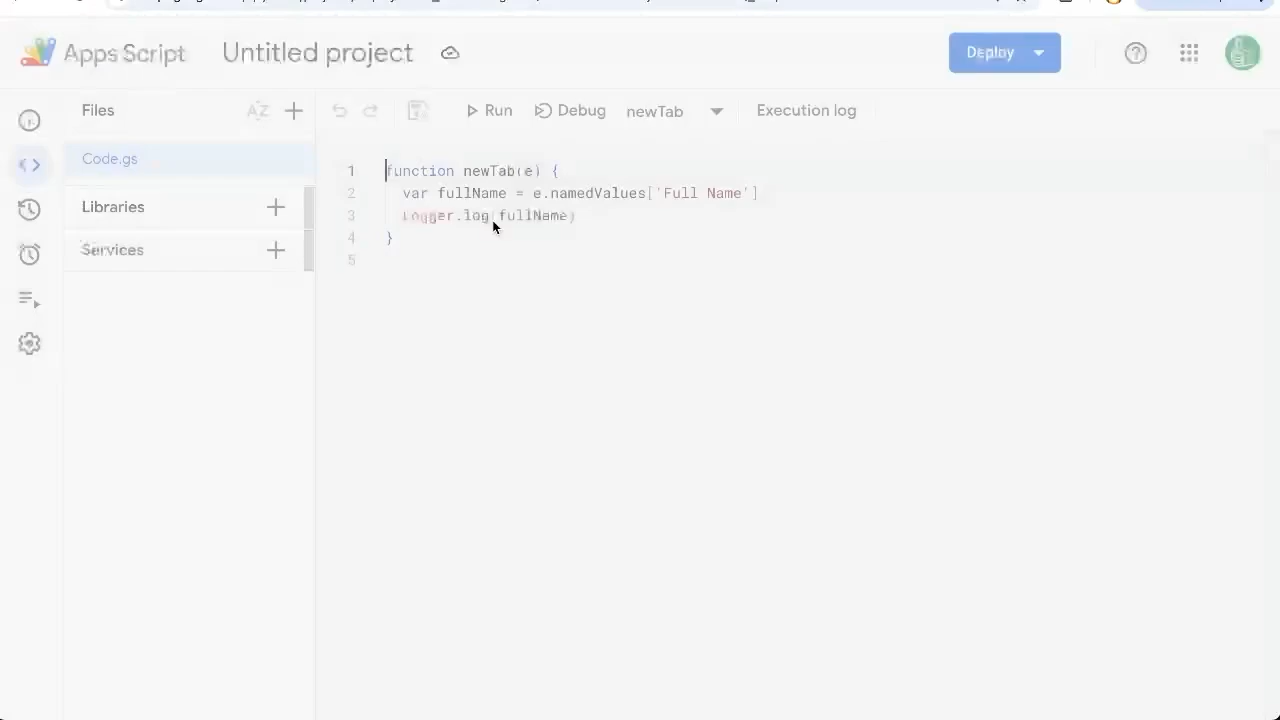 Apps Script
Untitled project
Deploy
Files
Run
Debug
newTab
Execution log
Code.gs
Libraries
Services
1 function newTab(e) {
2 var fullName = e.namedValues['Full Name']
3 Logger.log(fullName)
4 }
5